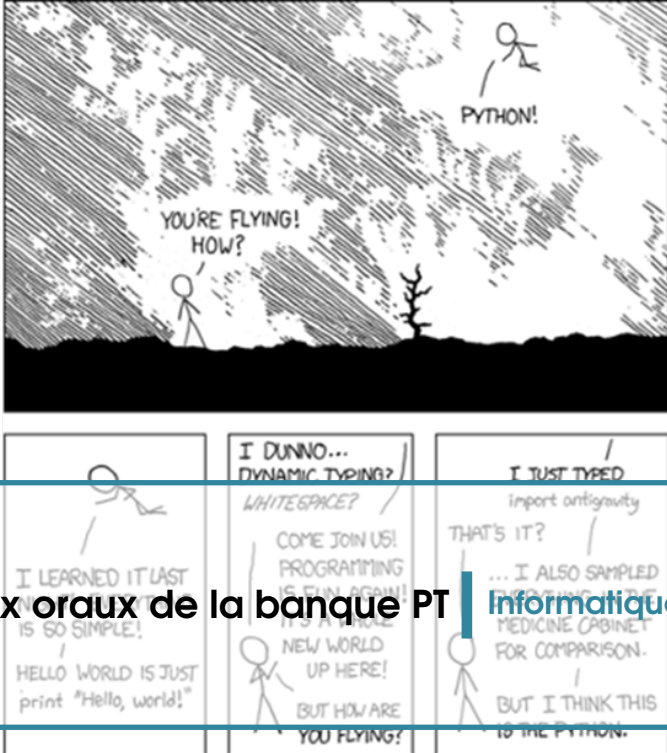 PYTHON!
YOU'RE FLYING!
HOW?
I LEARNED IT LAST
IS SO SIMPLE!
HELLO WORLD IS JUST
print "Hello, world!"
I DUNNO...
DYNAMIC TYPING?
WHITESPACE?
COME JOIN US!
PROGRAMMING
IS FUN AGAIN!
IT'S A WHOLE
NEW WORLD
UP HERE!
BUT HOW ARE
YOU FLYING?
I JUST TYPED
import antigravity
THAT'S IT?
... I ALSO SAMPLED
MEDICINE CABINET
FOR COMPARISON.
BUT I THINK THIS
IS THE PYTHON.
x oraux de la banque PT
Informatique